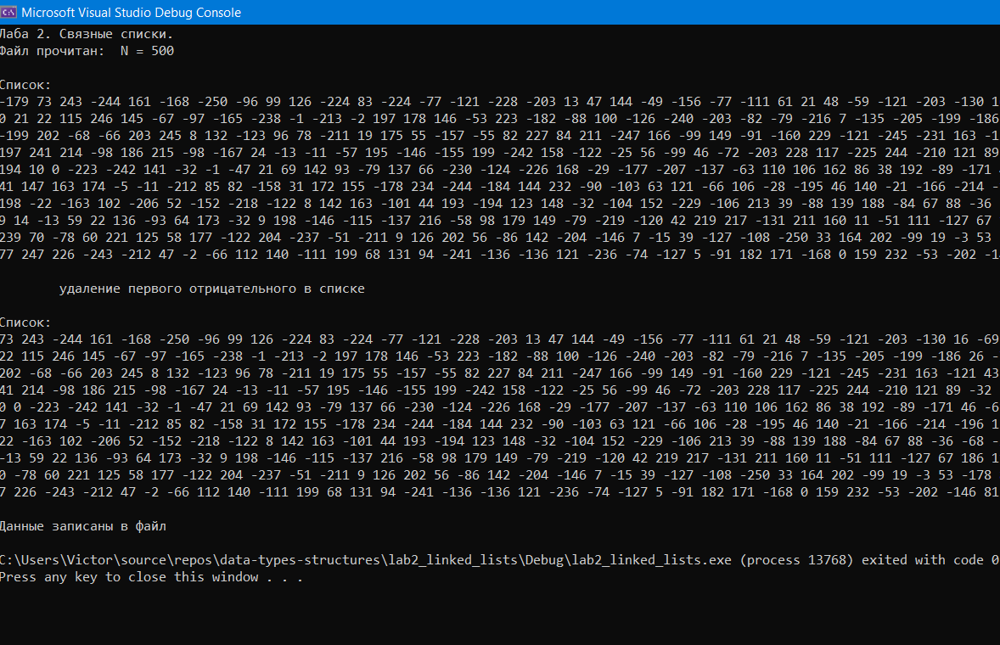 Microsoft Visual Studio Debug Console
Лаба 2. Связные списки.
Файл прочитан:  N = 500
Список:
-179 73 243 -244 161 -168 -250 -96 99 126 -224 83 -224 -77 -121 -228 -203 13 47 144 -49 -156 -77 -111 61 21 48 -59 -121 -203 -130 1
0 21 22 115 246 145 -67 -97 -165 -238 -1 -213 -2 197 178 146 -53 223 -182 -88 100 -126 -240 -203 -82 -79 -216 7 -135 -205 -199 -186
-199 202 -68 -66 203 245 8 132 -123 96 78 -211 19 175 55 -157 -55 82 227 84 211 -247 166 -99 149 -91 -160 229 -121 -245 -231 163 -1
197 241 214 -98 186 215 -98 -167 24 -13 -11 -57 195 -146 -155 199 -242 158 -122 -25 56 -99 46 -72 -203 228 117 -225 244 -210 121 89
194 10 0 -223 -242 141 -32 -1 -47 21 69 142 93 -79 137 66 -230 -124 -226 168 -29 -177 -207 -137 -63 110 106 162 86 38 192 -89 -171
41 147 163 174 -5 -11 -212 85 82 -158 31 172 155 -178 234 -244 -184 144 232 -90 -103 63 121 -66 106 -28 -195 46 140 -21 -166 -214 -
198 -22 -163 102 -206 52 -152 -218 -122 8 142 163 -101 44 193 -194 123 148 -32 -104 152 -229 -106 213 39 -88 139 188 -84 67 88 -36
9 14 -13 59 22 136 -93 64 173 -32 9 198 -146 -115 -137 216 -58 98 179 149 -79 -219 -120 42 219 217 -131 211 160 11 -51 111 -127 67
239 70 -78 60 221 125 58 177 -122 204 -237 -51 -211 9 126 202 56 -86 142 -204 -146 7 -15 39 -127 -108 -250 33 164 202 -99 19 -3 53
77 247 226 -243 -212 47 -2 -66 112 140 -111 199 68 131 94 -241 -136 -136 121 -236 -74 -127 5 -91 182 171 -168 0 159 232 -53 -202 -1
удаление первого отрицательного в списке
Список:
73 243 -244 161 -168 -250 -96 99 126 -224 83 -224 -77 -121 -228 -203 13 47 144 -49 -156 -77 -111 61 21 48 -59 -121 -203 -130 16 -69
22 115 246 145 -67 -97 -165 -238 -1 -213 -2 197 178 146 -53 223 -182 -88 100 -126 -240 -203 -82 -79 -216 7 -135 -205 -199 -186 26 -
202 -68 -66 203 245 8 132 -123 96 78 -211 19 175 55 -157 -55 82 227 84 211 -247 166 -99 149 -91 -160 229 -121 -245 -231 163 -121 43
41 214 -98 186 215 -98 -167 24 -13 -11 -57 195 -146 -155 199 -242 158 -122 -25 56 -99 46 -72 -203 228 117 -225 244 -210 121 89 -32
0 0 -223 -242 141 -32 -1 -47 21 69 142 93 -79 137 66 -230 -124 -226 168 -29 -177 -207 -137 -63 110 106 162 86 38 192 -89 -171 46 -6
7 163 174 -5 -11 -212 85 82 -158 31 172 155 -178 234 -244 -184 144 232 -90 -103 63 121 -66 106 -28 -195 46 140 -21 -166 -214 -196 1
22 -163 102 -206 52 -152 -218 -122 8 142 163 -101 44 193 -194 123 148 -32 -104 152 -229 -106 213 39 -88 139 188 -84 67 88 -36 -68 -
-13 59 22 136 -93 64 173 -32 9 198 -146 -115 -137 216 -58 98 179 149 -79 -219 -120 42 219 217 -131 211 160 11 -51 111 -127 67 186 1
0 -78 60 221 125 58 177 -122 204 -237 -51 -211 9 126 202 56 -86 142 -204 -146 7 -15 39 -127 -108 -250 33 164 202 -99 19 -3 53 -178
7 226 -243 -212 47 -2 -66 112 140 -111 199 68 131 94 -241 -136 -136 121 -236 -74 -127 5 -91 182 171 -168 0 159 232 -53 -202 -146 81
Данные записаны в файл
C:\Users\Victor\source\repos\data-types-structures\lab2_linked_lists\Debug\lab2_linked_lists.exe (process 13768) exited with code 0
Press any key to close this window . . .